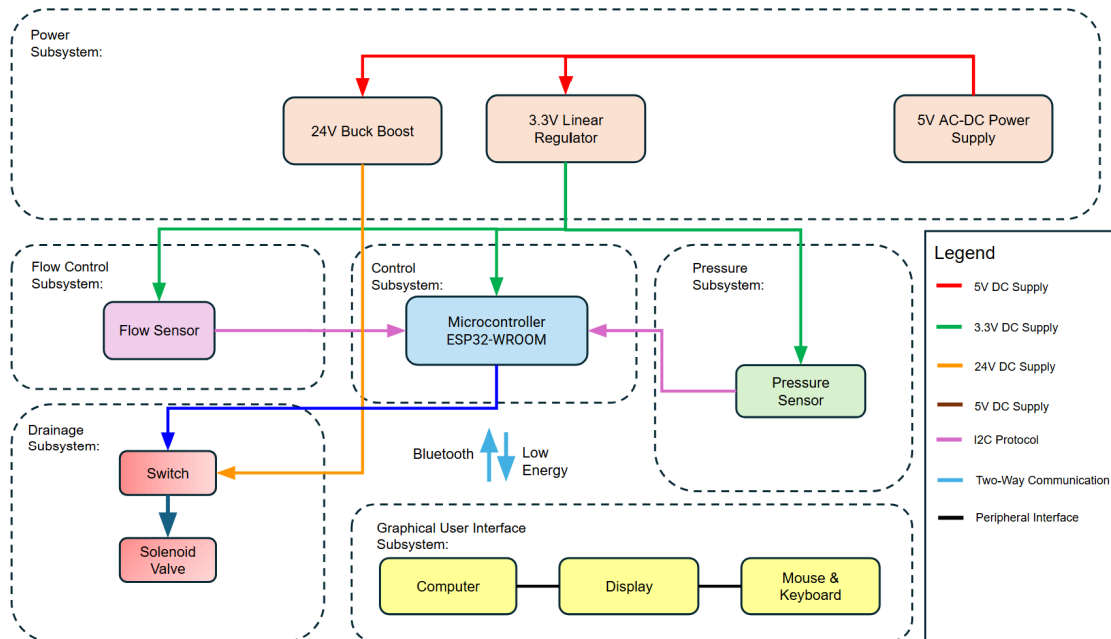 Power
Subsystem:
24V Buck Boost
3.3V Linear
Regulator
5V AC-DC Power
Supply
Flow Control
Subsystem:
Flow Sensor
Control
Subsystem:
Microcontroller
ESP32-WROOM
Pressure
Subsystem:
Pressure
Sensor
Drainage
Subsystem:
Switch
Solenoid
Valve
Bluetooth
Low
Energy
Graphical User Interface
Subsystem:
Computer
Display
Mouse &
Keyboard
Legend
5V DC Supply
3.3V DC Supply
24V DC Supply
5V DC Supply
I2C Protocol
Two-Way Communication
Peripheral Interface